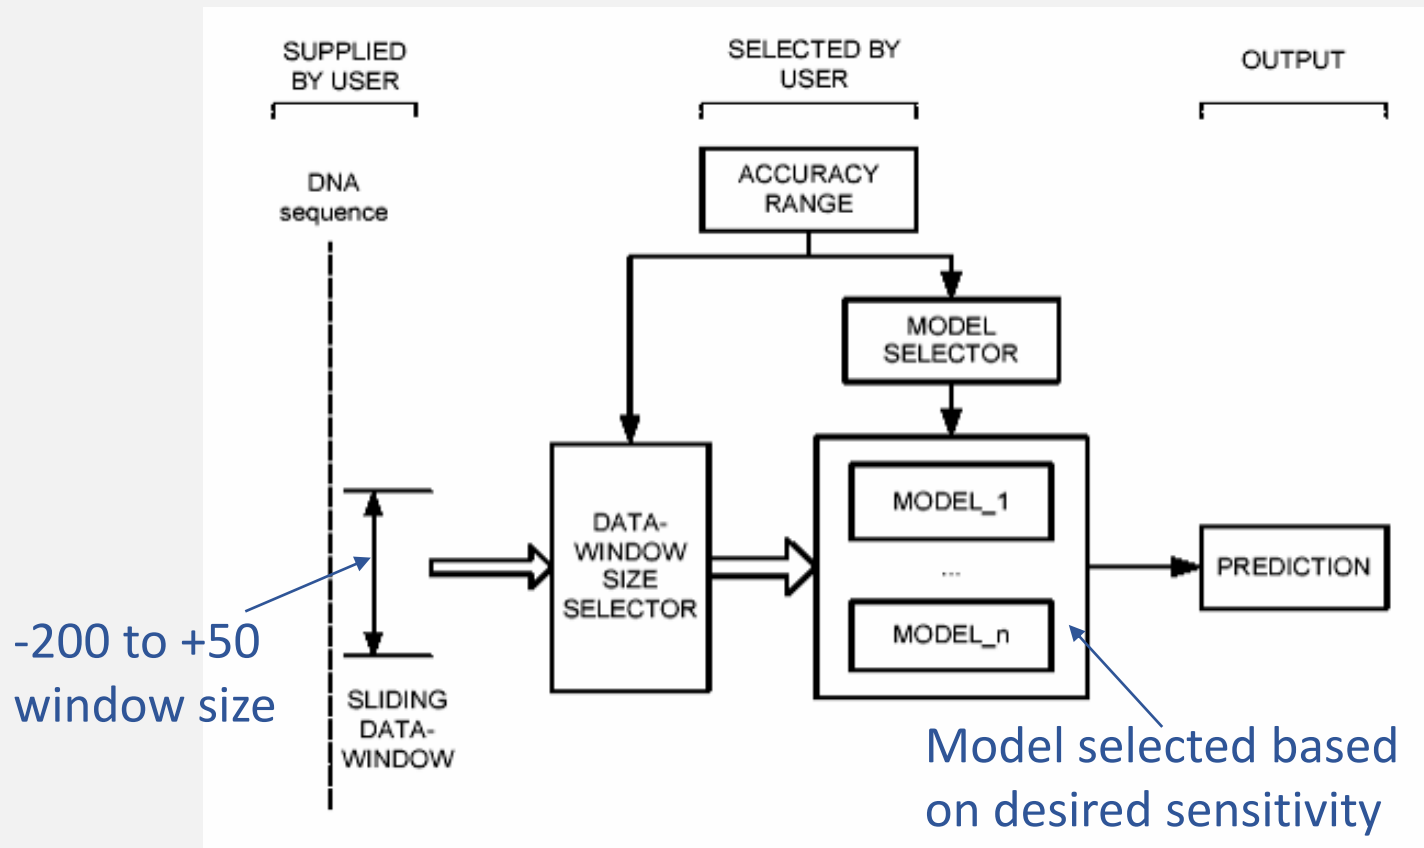 SUPPLIED
BY USER
SELECTED BY
USER
OUTPUT
DNA
sequence
ACCURACY
RANGE
MODEL
SELECTOR
DATA-
WINDOW
SIZE
SELECTOR
MODEL_1
...
MODEL_n
PREDICTION
-200 to +50
window size
SLIDING
DATA-
WINDOW
Model selected based
on desired sensitivity